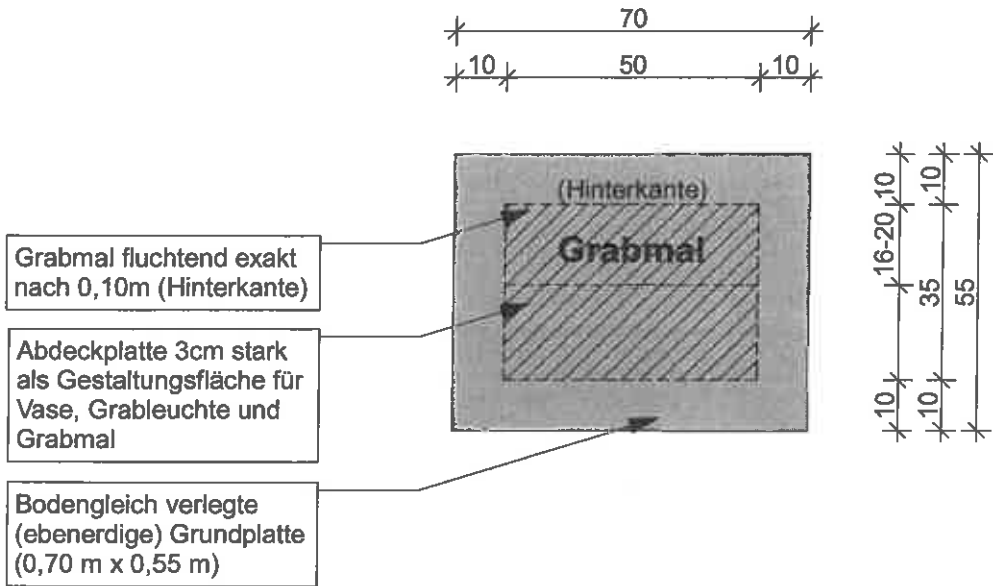 70
10
50
10
(Hinterkante)
Grabmal
10
16-20
10
10
35
10
55
Grabmal fluchtend exakt
nach 0,10m (Hinterkante)
Abdeckplatte 3cm stark
als Gestaltungsfläche für
Vase, Grableuchte und
Grabmal
Bodengleich verlegte
(ebenerdige) Grundplatte
(0,70 m x 0,55 m)